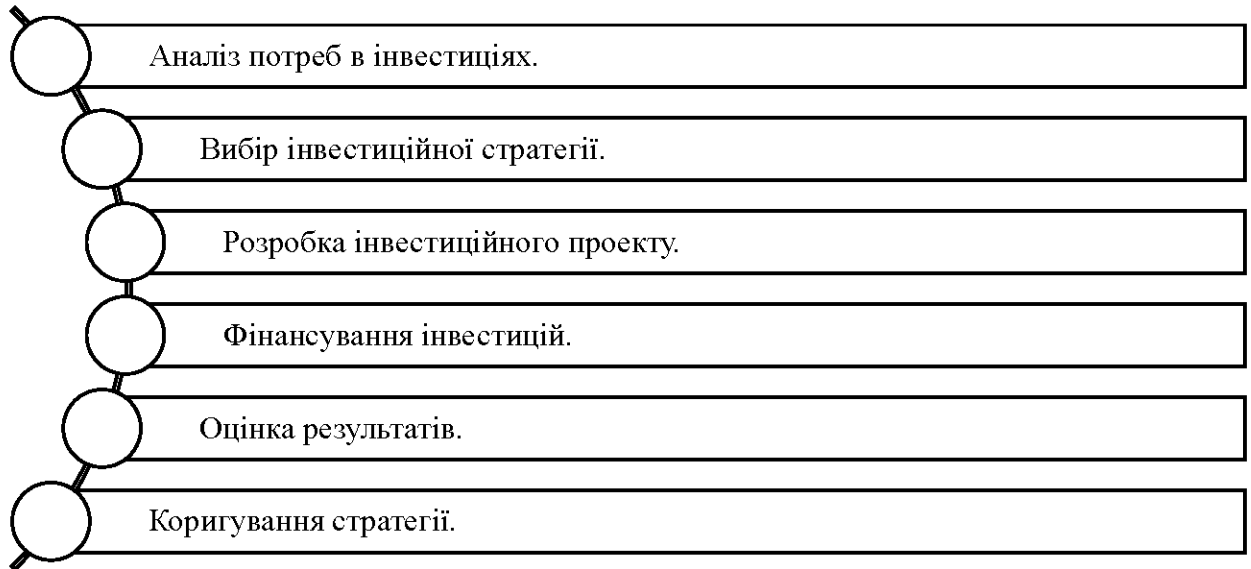 Аналіз потреб в інвестиціях.
Вибір інвестиційної стратегії.
Розробка інвестиційного проекту.
Фінансування інвестицій.
Оцінка результатів.
Коригування стратегії.